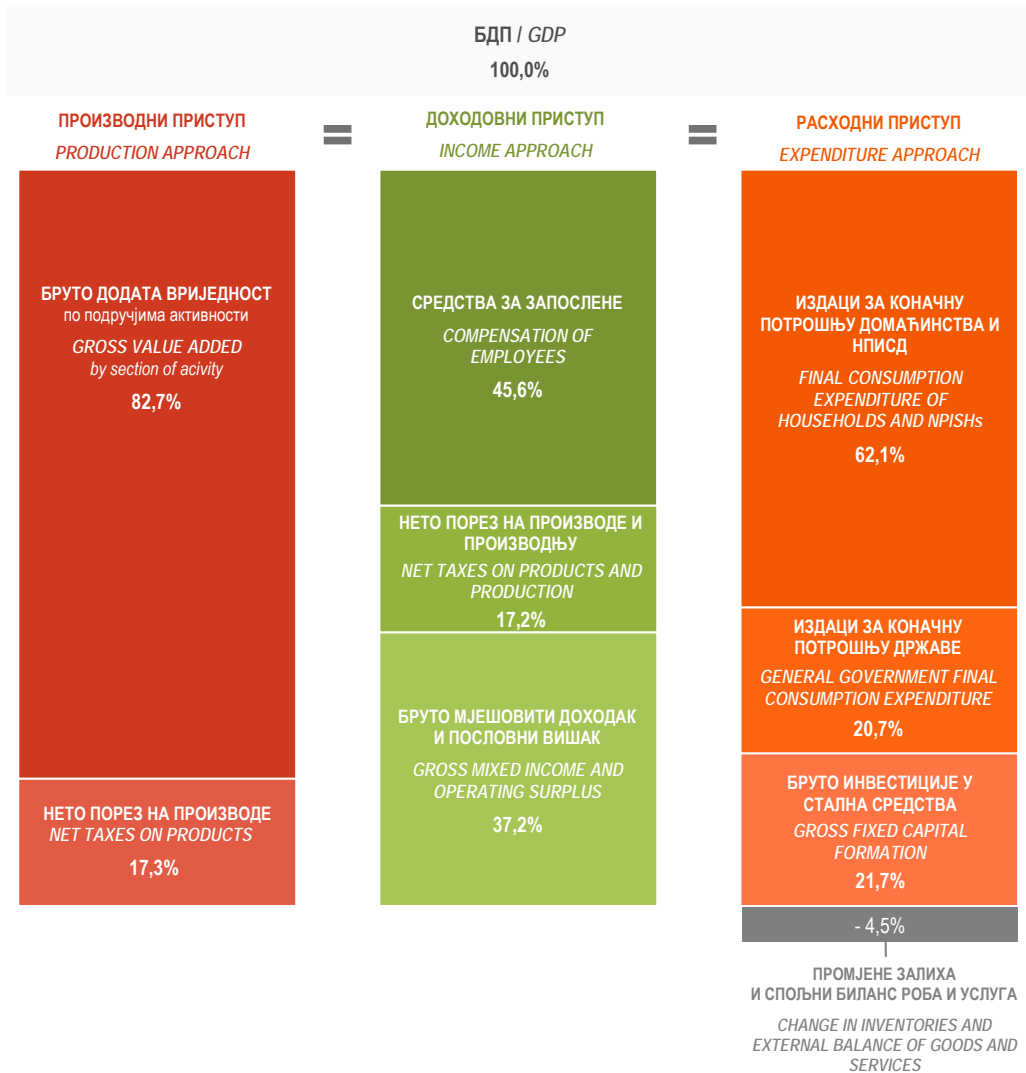 БДП / GDP
100,0%
ПРОИЗВОДНИ ПРИСТУП
PRODUCTION APPROACH
БРУТО ДОДАТА ВРИЈЕДНОСТ
по подручјима активности
GROSS VALUE ADDED
by section of acivity
82,7%
НЕТО ПОРЕЗ НА ПРОИЗВОДЕ
NET TAXES ON PRODUCTS
17,3%
=
ДОХОДОВНИ ПРИСТУП
INCOME APPROACH
СРЕДСТВА ЗА ЗАПОСЛЕНЕ
COMPENSATION OF
EMPLOYEES
45,6%
НЕТО ПОРЕЗ НА ПРОИЗВОДЕ И
ПРОИЗВОДЊУ
NET TAXES ON PRODUCTS AND
PRODUCTION
17,2%
БРУТО МЈЕШОВИТИ ДОХОДАК
И ПОСЛОВНИ ВИШАК
GROSS MIXED INCOME AND
OPERATING SURPLUS
37,2%
=
РАСХОДНИ ПРИСТУП
EXPENDITURE APPROACH
ИЗДАЦИ ЗА КОНАЧНУ
ПОТРОШЊУ ДОМАЋИНСТВА И
НПИСД
FINAL CONSUMPTION
EXPENDITURE OF
HOUSEHOLDS AND NPISHs
62,1%
ИЗДАЦИ ЗА КОНАЧНУ
ПОТРОШЊУ ДРЖАВЕ
GENERAL GOVERNMENT FINAL
CONSUMPTION EXPENDITURE
20,7%
БРУТО ИНВЕСТИЦИЈЕ У
СТАЛНА СРЕДСТВА
GROSS FIXED CAPITAL
FORMATION
21,7%
- 4,5%
ПРОМЈЕНЕ ЗАЛИХА
И СПОЉНИ БИЛАНС РОБА И УСЛУГА
CHANGE IN INVENTORIES AND
EXTERNAL BALANCE OF GOODS AND
SERVICES